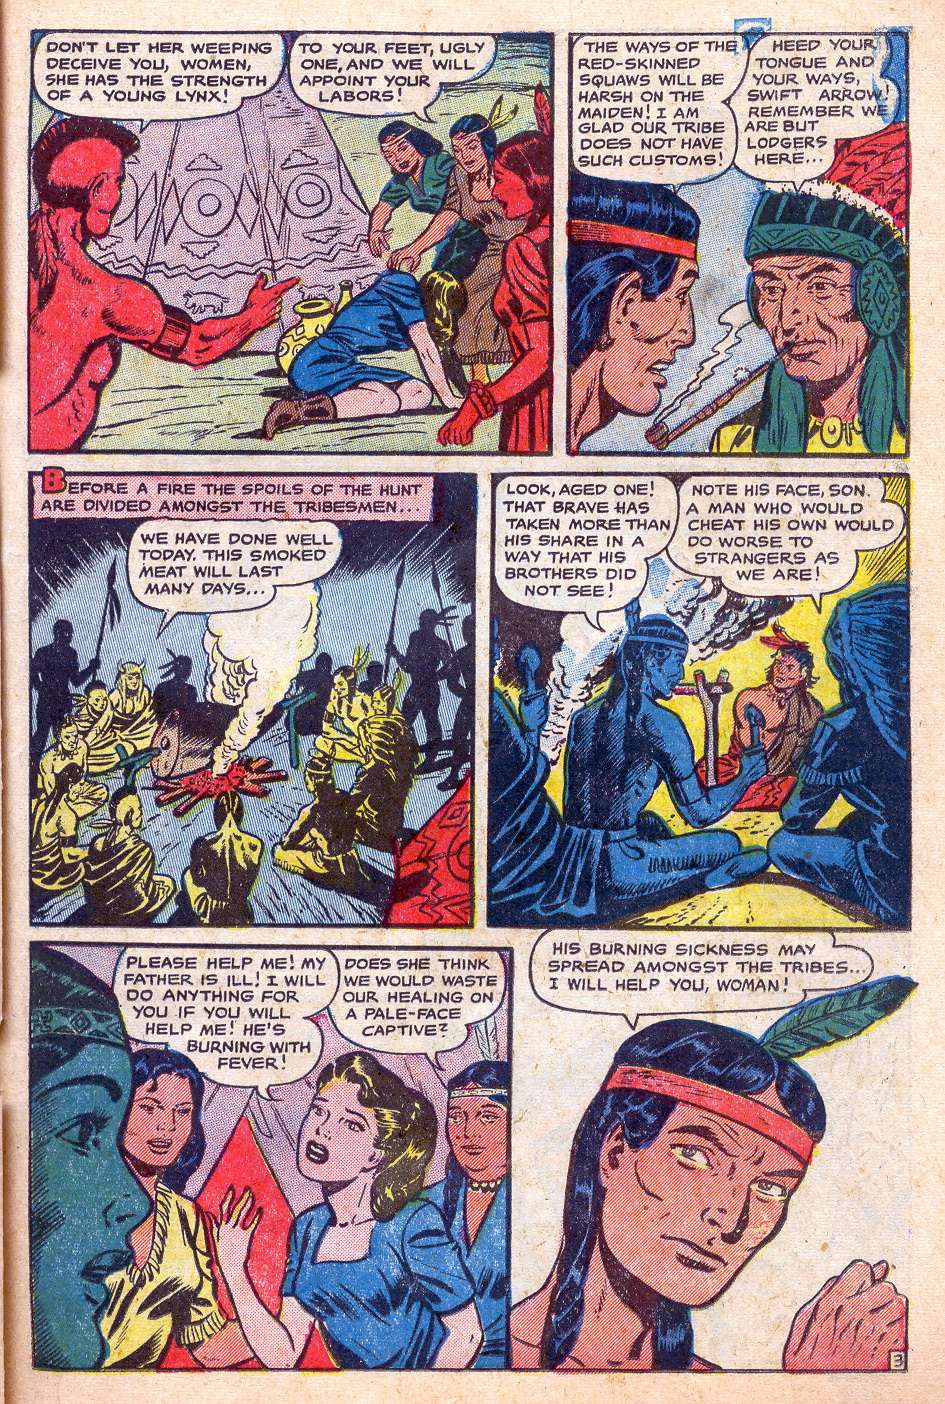 DON'T LET HER WEEPING
DECEIVE YOU, WOMEN,
SHE HAS THE STRENGTH
OF A YOUNG LYNX!
TO YOUR FEET, UGLY
ONE, AND WE WILL
APPOINT YOUR
LABORS!
THE WAYS OF THE
RED-SKINNED
SQUAWS WILL BE
HARSH ON THE
MAIDEN! I AM
GLAD OUR TRIBE
DOES NOT HAVE
SUCH CUSTOMS!
HEED YOUR
TONGUE AND
YOUR WAYS,
SWIFT ARROW!
REMEMBER WE
ARE BUT
LODGERS
HERE...
BEFORE A FIRE THE SPOILS OF THE HUNT
ARE DIVIDED AMONGST THE TRIBESMEN...
WE HAVE DONE WELL
TODAY. THIS SMOKED
MEAT WILL LAST
MANY DAYS...
LOOK, AGED ONE!
THAT BRAVE HAS
TAKEN MORE THAN
HIS SHARE IN A
WAY THAT HIS
BROTHERS DID
NOT SEE!
NOTE HIS FACE, SON.
A MAN WHO WOULD
CHEAT HIS OWN WOULD
DO WORSE TO
STRANGERS AS
WE ARE!
PLEASE HELP ME! MY
FATHER IS ILL! I WILL
DO ANYTHING FOR
YOU IF YOU WILL
HELP ME! HE'S
BURNING WITH
FEVER!
DOES SHE THINK
WE WOULD WASTE
OUR HEALING ON
A PALE-FACE
CAPTIVE?
HIS BURNING SICKNESS MAY
SPREAD AMONGST THE TRIBES...
I WILL HELP YOU, WOMAN!
3